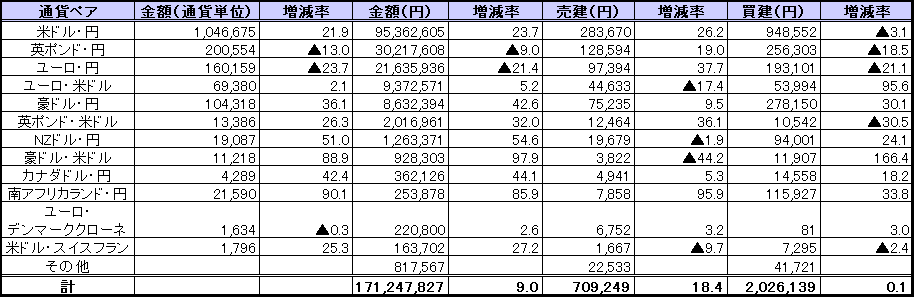 通貨ペア 金額(通貨単位) 増減率 金額(円) 増減率 売建(円) 増減率 買建(円) 増減率
米ドル・円 1,046,675 21.9 95,362,605 23.7 283,670 26.2 948,552 ▲3.1
英ポンド・円 200,554 ▲13.0 30,217,608 ▲9.0 128,594 19.0 256,303 ▲18.5
ユーロ・円 160,159 ▲23.7 21,635,936 ▲21.4 97,394 37.7 193,101 ▲21.1
ユーロ・米ドル 69,380 2.1 9,372,571 5.2 44,633 ▲17.4 53,994 95.6
豪ドル・円 104,318 36.1 8,632,394 42.6 75,235 9.5 278,150 30.1
英ポンド・米ドル 13,386 26.3 2,016,961 32.0 12,464 36.1 10,542 ▲30.5
NZドル・円 19,087 51.0 1,263,371 54.6 19,679 ▲1.9 94,001 24.1
豪ドル・米ドル 11,218 88.9 928,303 97.9 3,822 ▲44.2 11,907 166.4
カナダドル・円 4,289 42.4 362,126 44.1 4,941 5.3 14,558 18.2
南アフリカランド・円 21,590 90.1 253,878 85.9 7,858 95.9 115,927 33.8
ユーロ・
デンマーククローネ 1,634 ▲0.3 220,800 2.6 6,752 3.2 81 3.0
米ドル・スイスフラン 1,796 25.3 163,702 27.2 1,667 ▲9.7 7,295 ▲2.4
その他 817,567 22,533 41,721
計 171,247,827 9.0 709,249 18.4 2,026,139 0.1